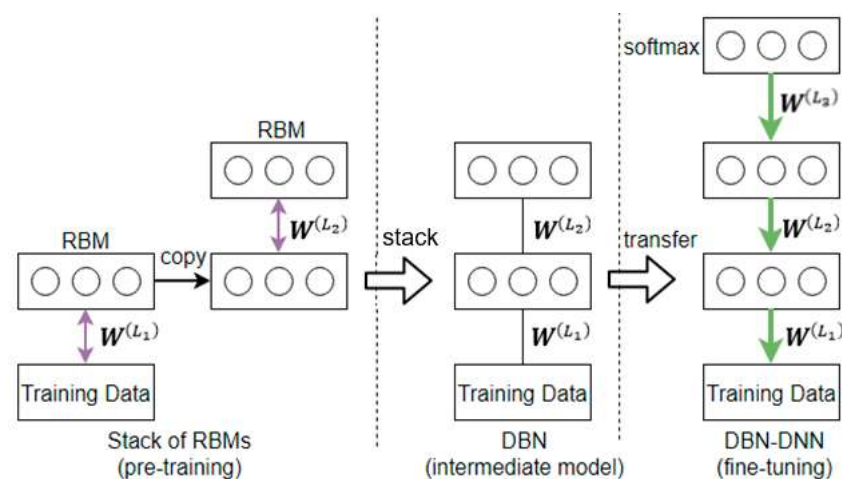 RBM
RBM
copy
W^(L₂)
W^(L₁)
Training Data
Stack of RBMs
(pre-training)
stack
W^(L₂)
W^(L₁)
Training Data
DBN
(intermediate model)
transfer
softmax
W^(L₃)
W^(L₂)
W^(L₁)
Training Data
DBN-DNN
(fine-tuning)